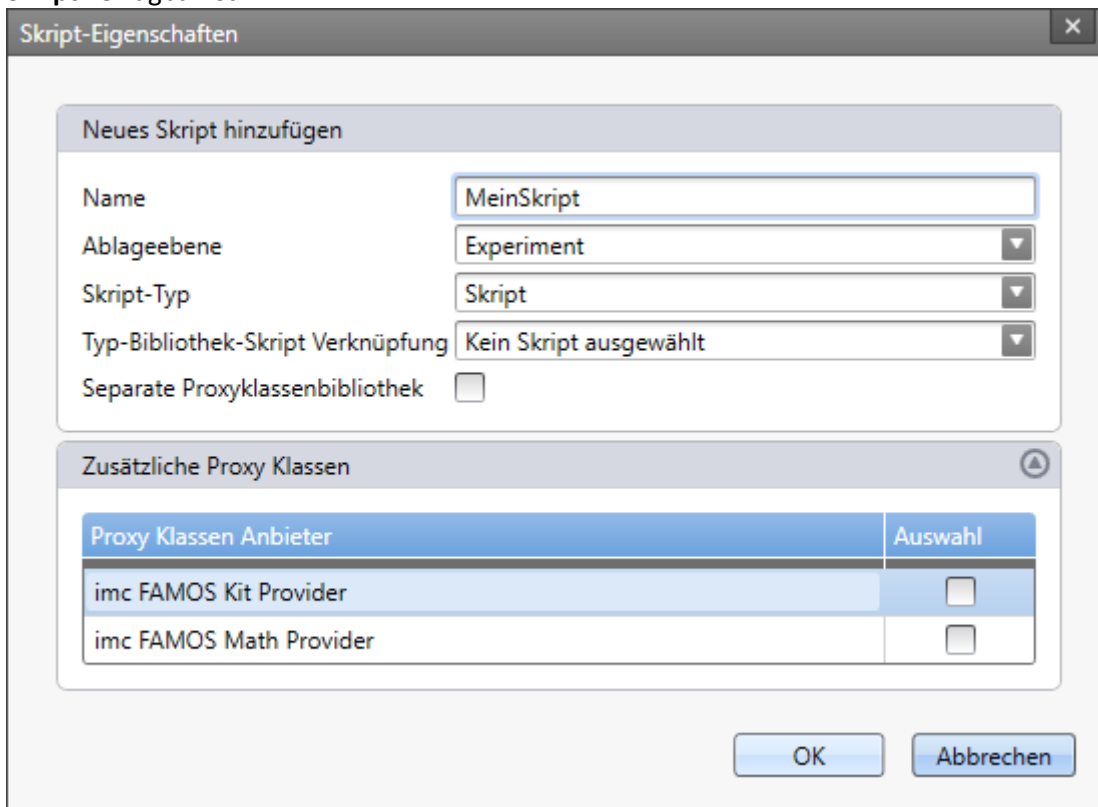 Skript-Eigenschaften
Neues Skript hinzufügen
Name MeinSkript
Ablageebene Experiment
Skript-Typ Skript
Typ-Bibliothek-Skript Verknüpfung Kein Skript ausgewählt
Separate Proxyklassenbibliothek
Zusätzliche Proxy Klassen
Proxy Klassen Anbieter Auswahl
imc FAMOS Kit Provider
imc FAMOS Math Provider
OK Abbrechen